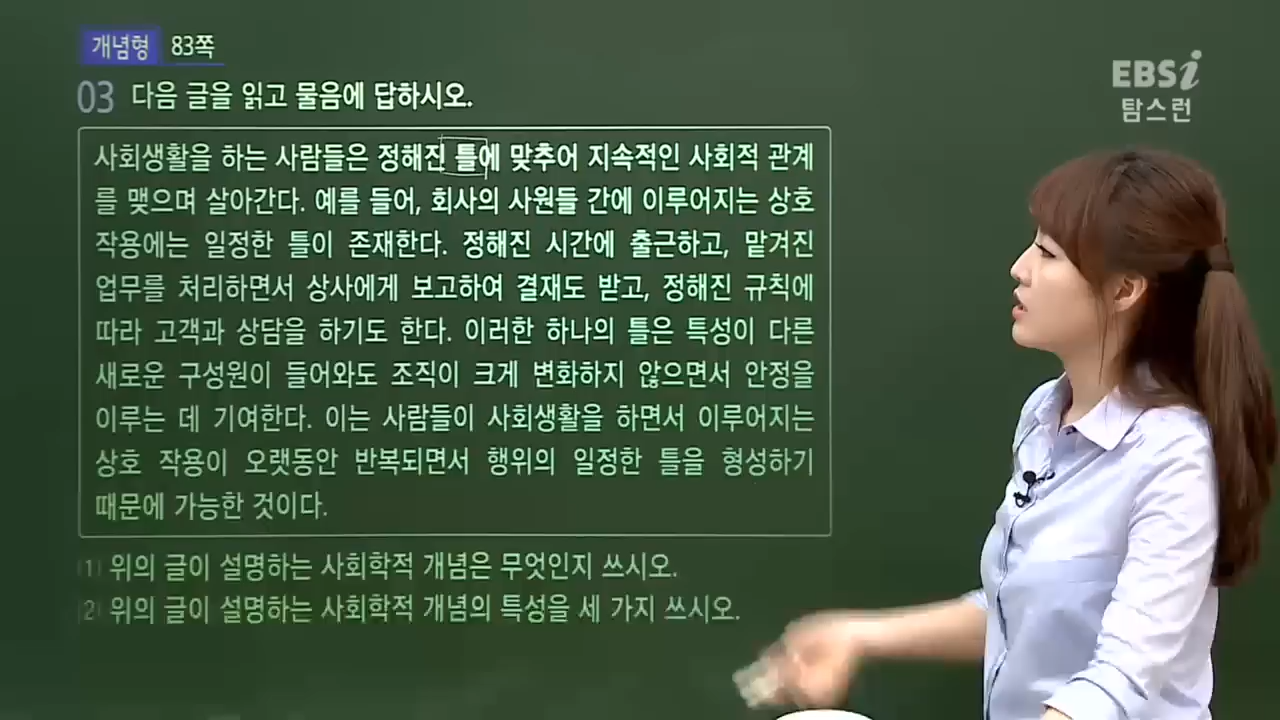 개념형 83쪽
EBSi
탐스런
03 다음 글을 읽고 물음에 답하시오.
사회생활을 하는 사람들은 정해진 틀에 맞추어 지속적인 사회적 관계
를 맺으며 살아간다. 예를 들어, 회사의 사원들 간에 이루어지는 상호
작용에는 일정한 틀이 존재한다. 정해진 시간에 출근하고, 맡겨진
업무를 처리하면서 상사에게 보고하여 결재도 받고, 정해진 규칙에
따라 고객과 상담을 하기도 한다. 이러한 하나의 틀은 특성이 다른
새로운 구성원이 들어와도 조직이 크게 변화하지 않으면서 안정을
이루는 데 기여한다. 이는 사람들이 사회생활을 하면서 이루어지는
상호 작용이 오랫동안 반복되면서 행위의 일정한 틀을 형성하기
때문에 가능한 것이다.
(1) 위의 글이 설명하는 사회학적 개념은 무엇인지 쓰시오.
(2) 위의 글이 설명하는 사회학적 개념의 특성을 세 가지 쓰시오.